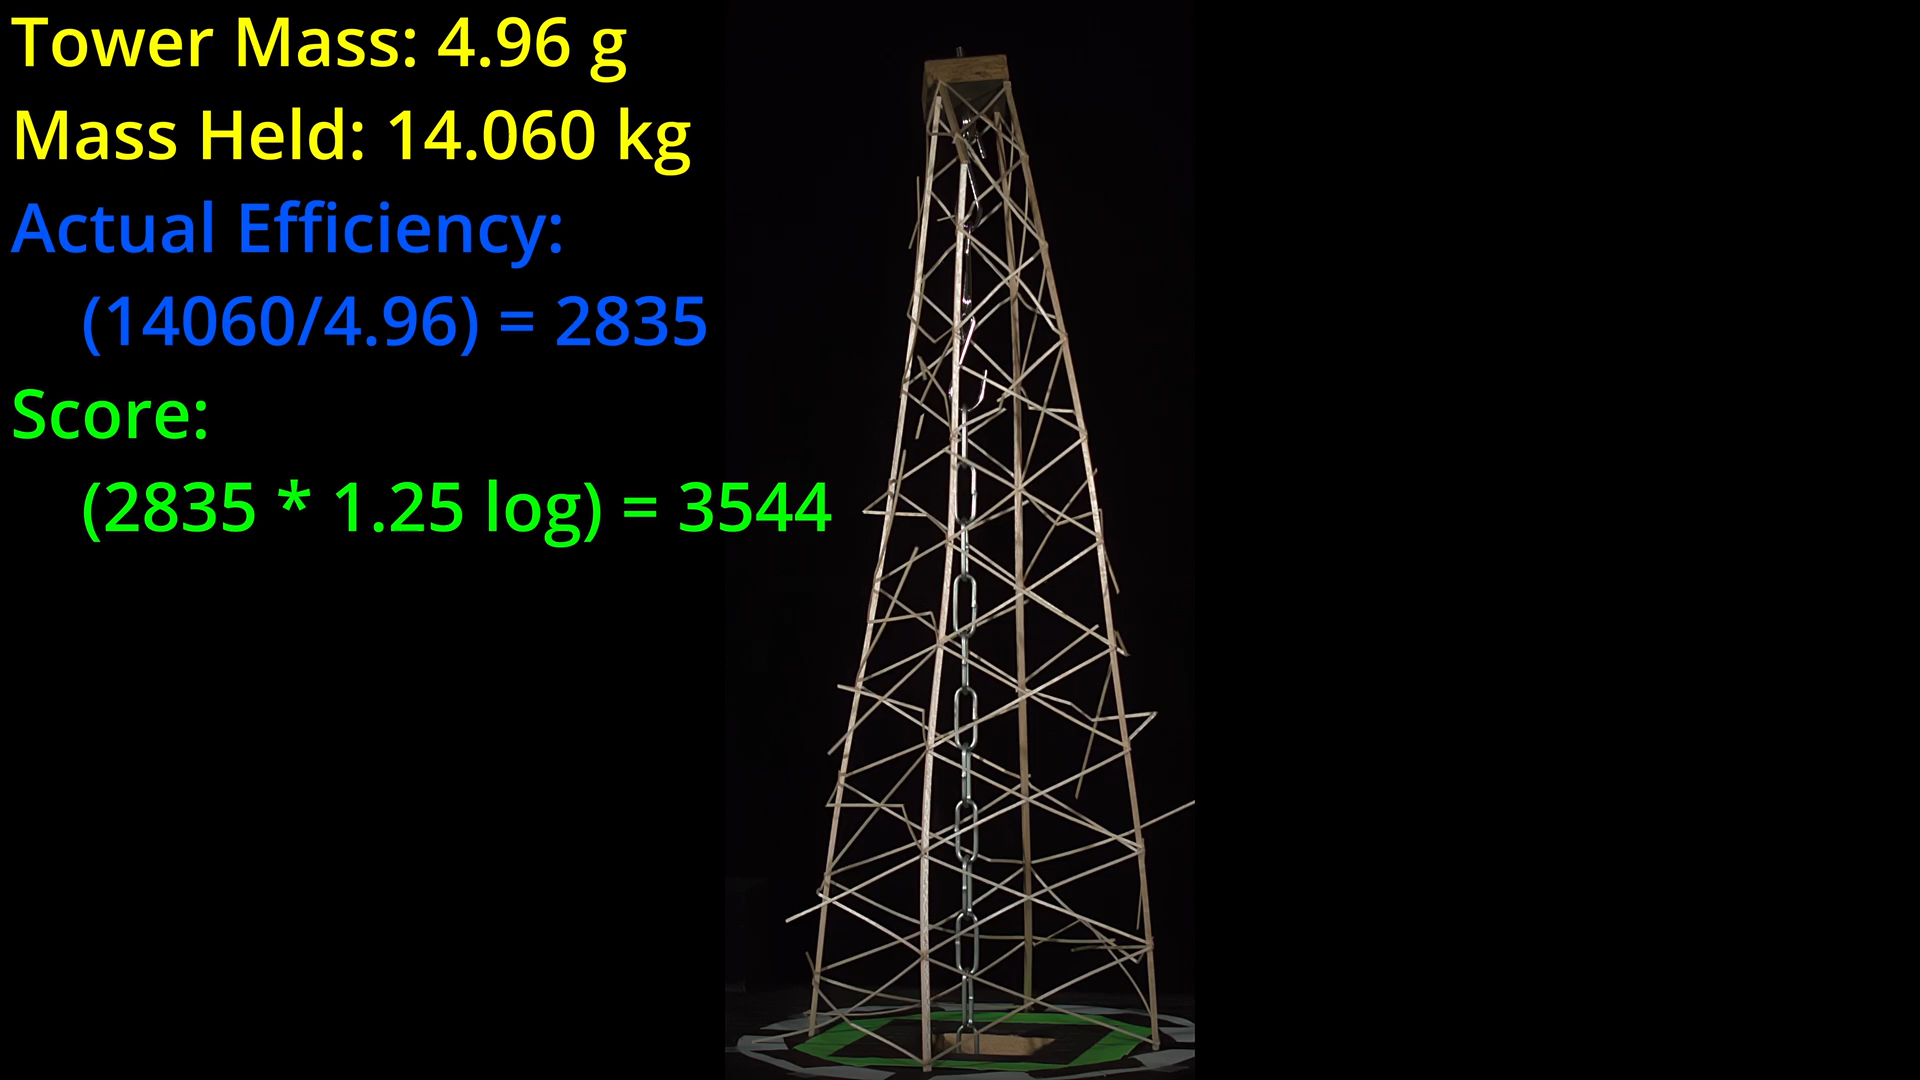 Tower Mass: 4.96 g
Mass Held: 14.060 kg
Actual Efficiency:
(14060/4.96) = 2835
Score:
(2835 * 1.25 log) = 3544